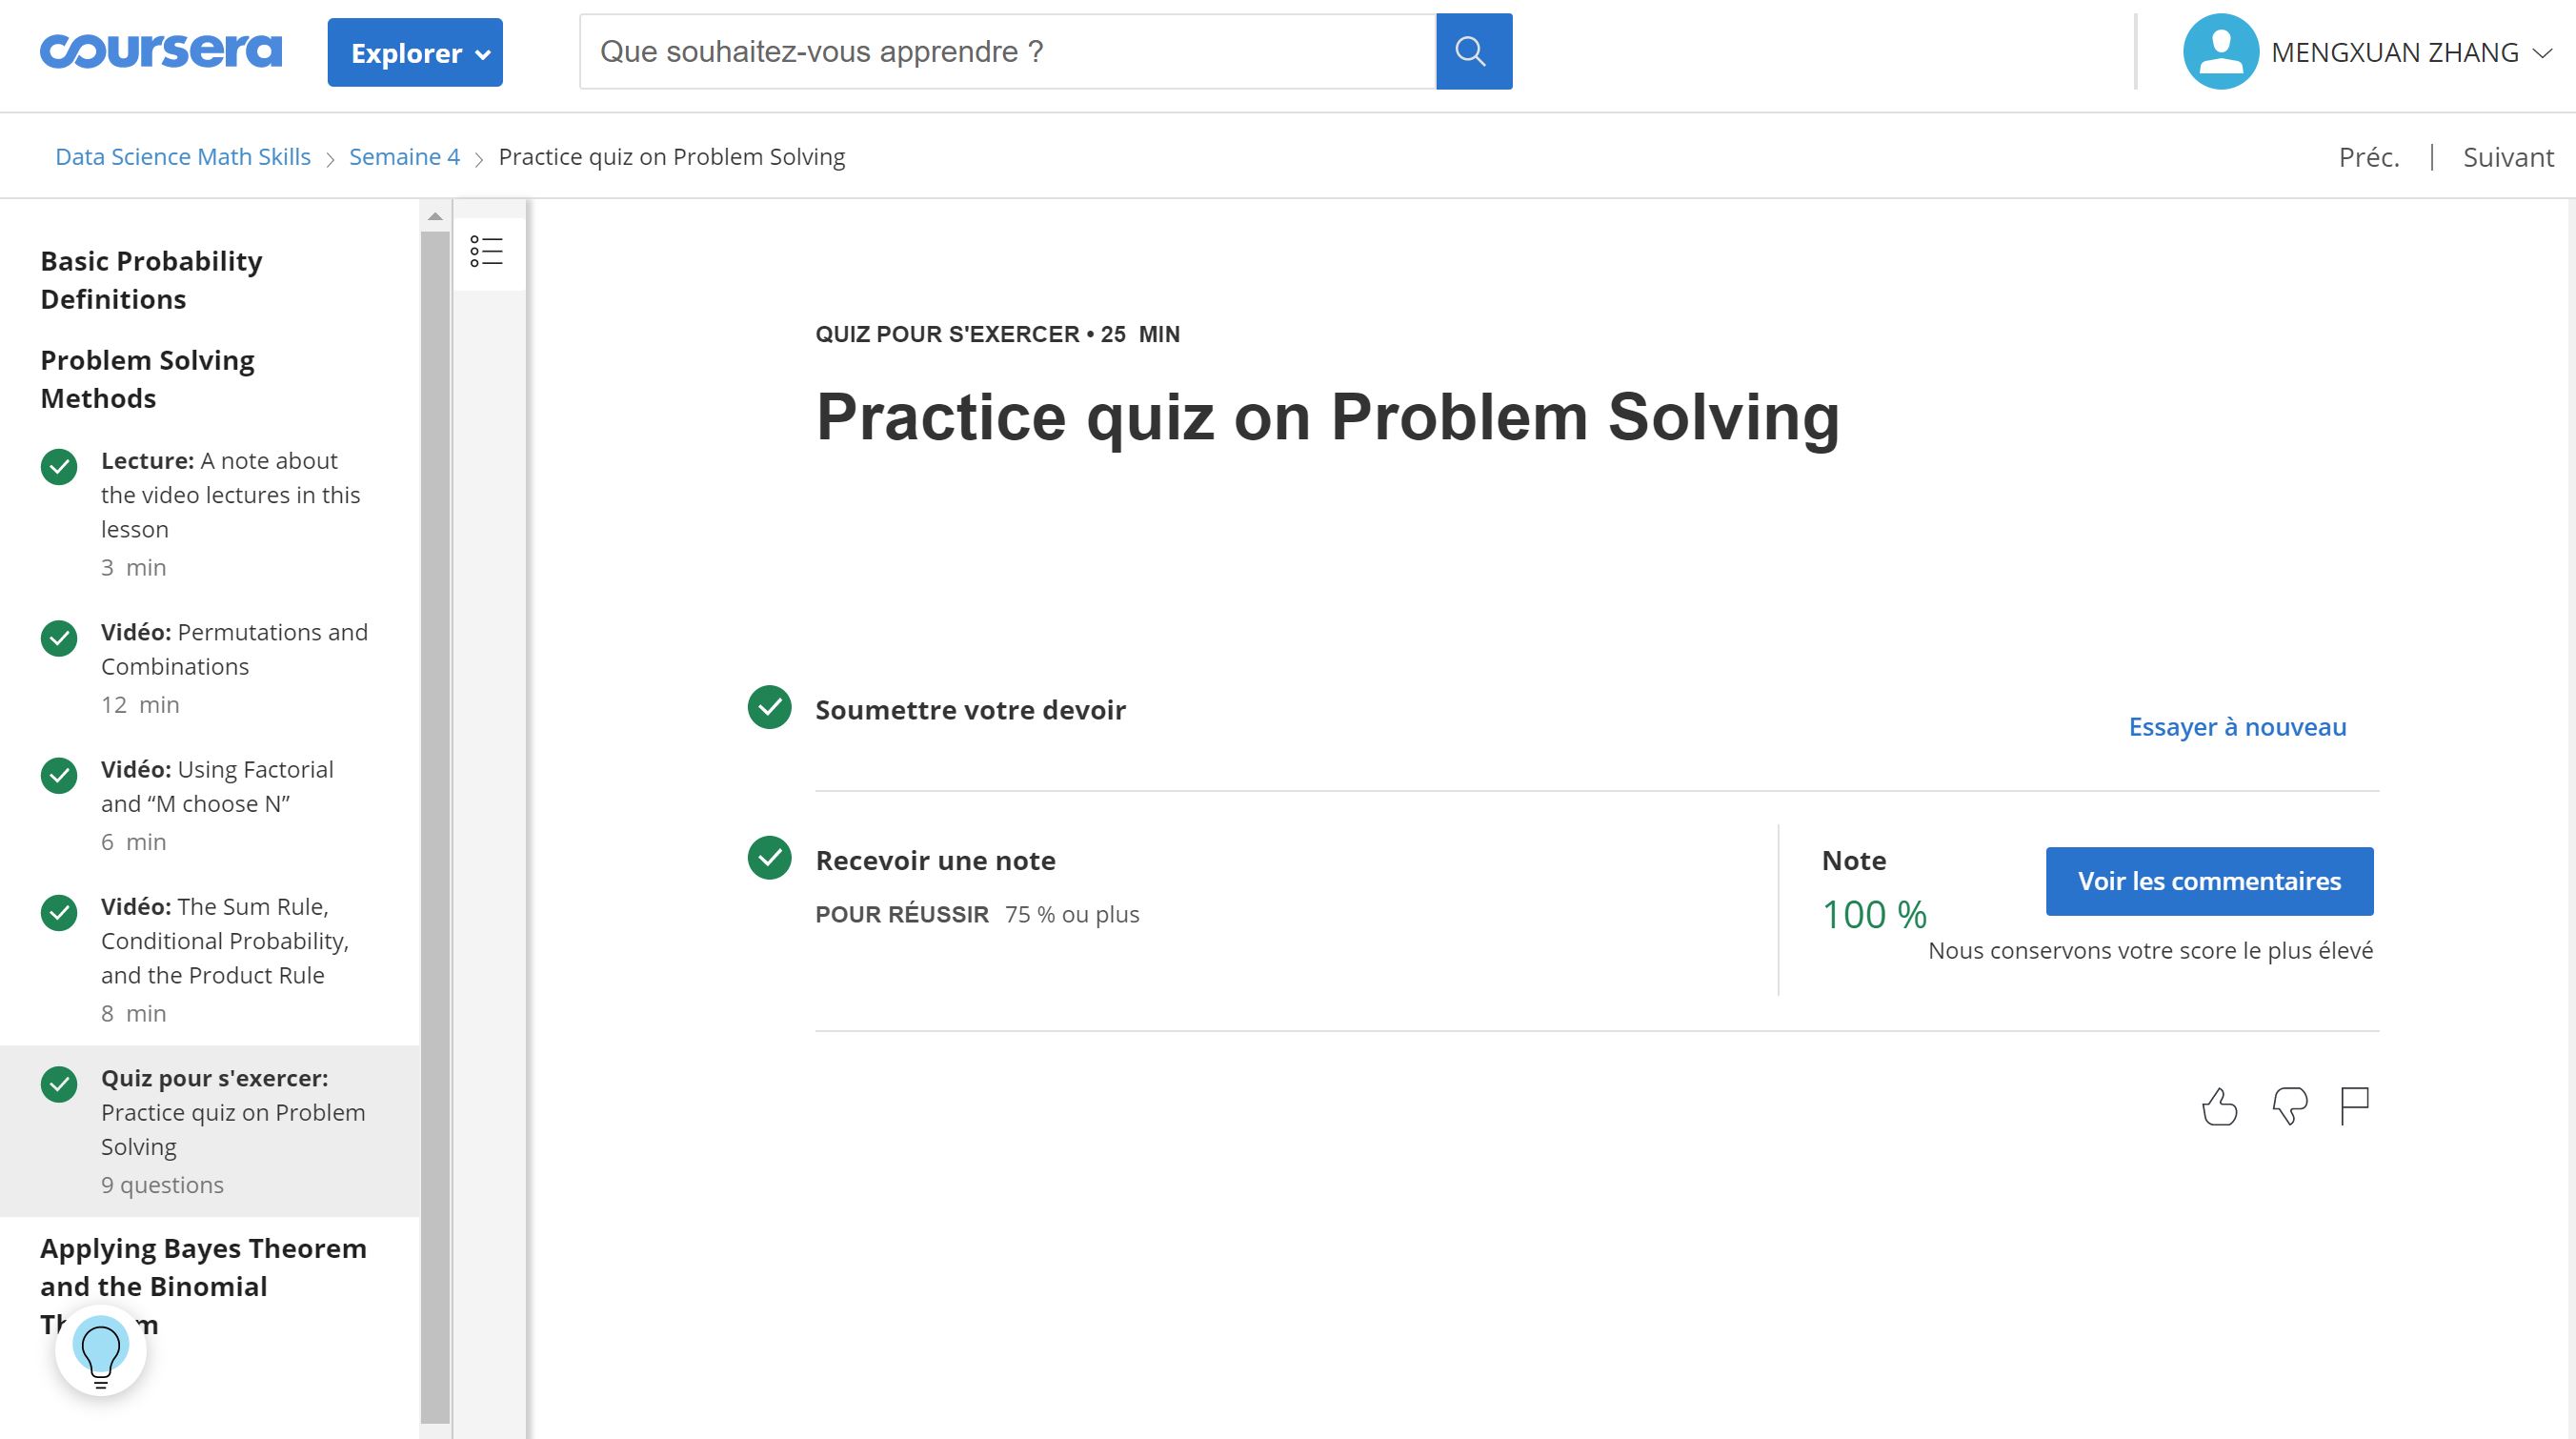 coursera
Explorer
Que souhaitez-vous apprendre ?
MENGXUAN ZHANG
Data Science Math Skills > Semaine 4 > Practice quiz on Problem Solving
Préc. | Suivant
Basic Probability
Definitions
Problem Solving
Methods
Lecture: A note about
the video lectures in this
lesson
3 min
Vidéo: Permutations and
Combinations
12 min
Vidéo: Using Factorial
and “M choose N”
6 min
Vidéo: The Sum Rule,
Conditional Probability,
and the Product Rule
8 min
Quiz pour s'exercer:
Practice quiz on Problem
Solving
9 questions
Applying Bayes Theorem
and the Binomial
QUIZ POUR S'EXERCER • 25 MIN
Practice quiz on Problem Solving
Soumettre votre devoir
Essayer à nouveau
Recevoir une note
POUR RÉUSSIR 75 % ou plus
Note
100 %
Voir les commentaires
Nous conservons votre score le plus élevé